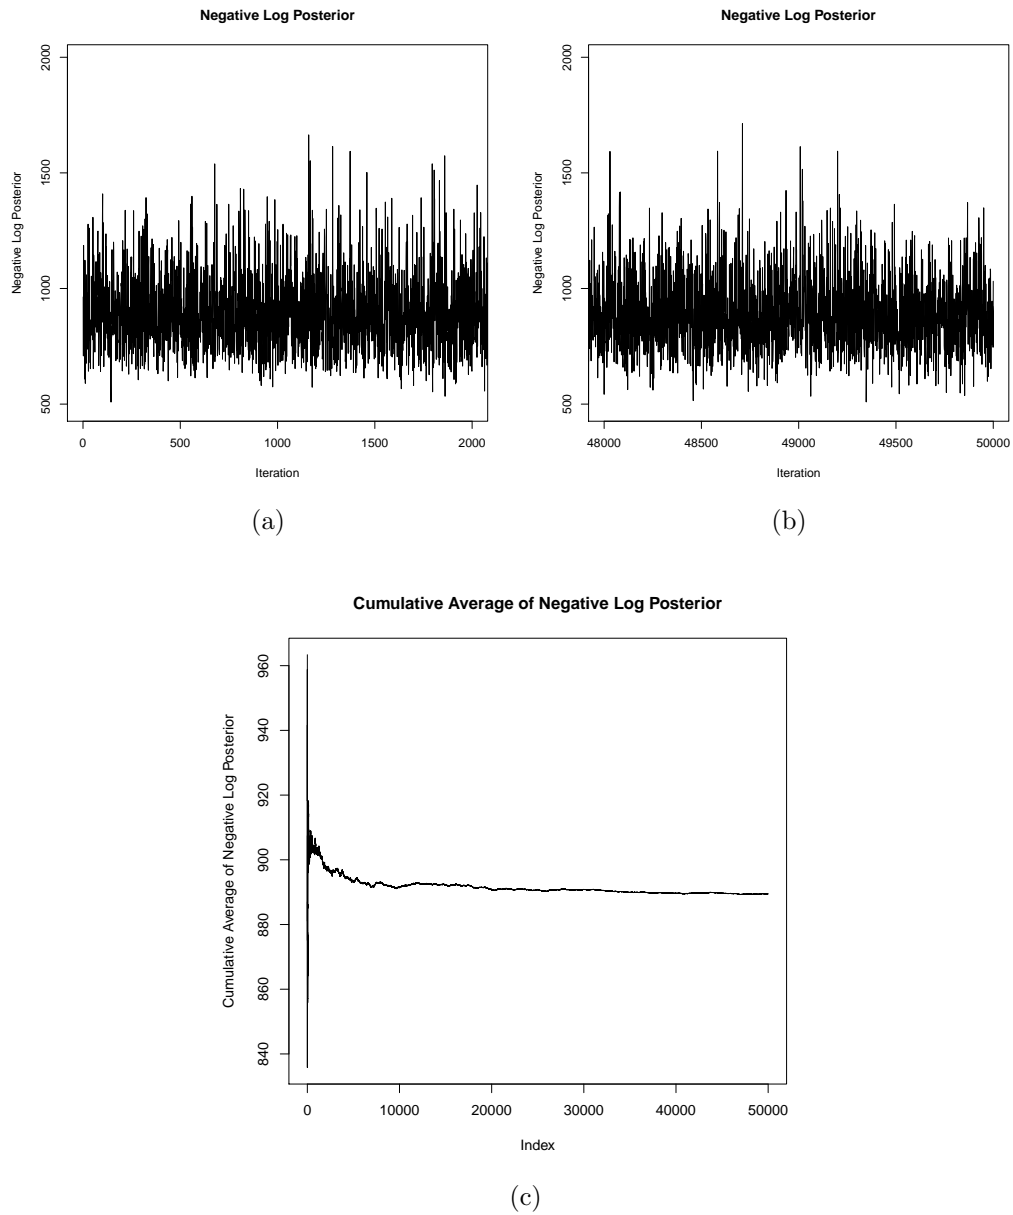 Negative Log Posterior
Negative Log Posterior
2000
1500
1000
500
0
500
1000
1500
2000
Iteration
(a)
Negative Log Posterior
Negative Log Posterior
2000
1500
1000
500
48000
48500
49000
49500
50000
Iteration
(b)
Cumulative Average of Negative Log Posterior
Cumulative Average of Negative Log Posterior
960
940
920
900
880
860
840
0
10000
20000
30000
40000
50000
Index
(c)